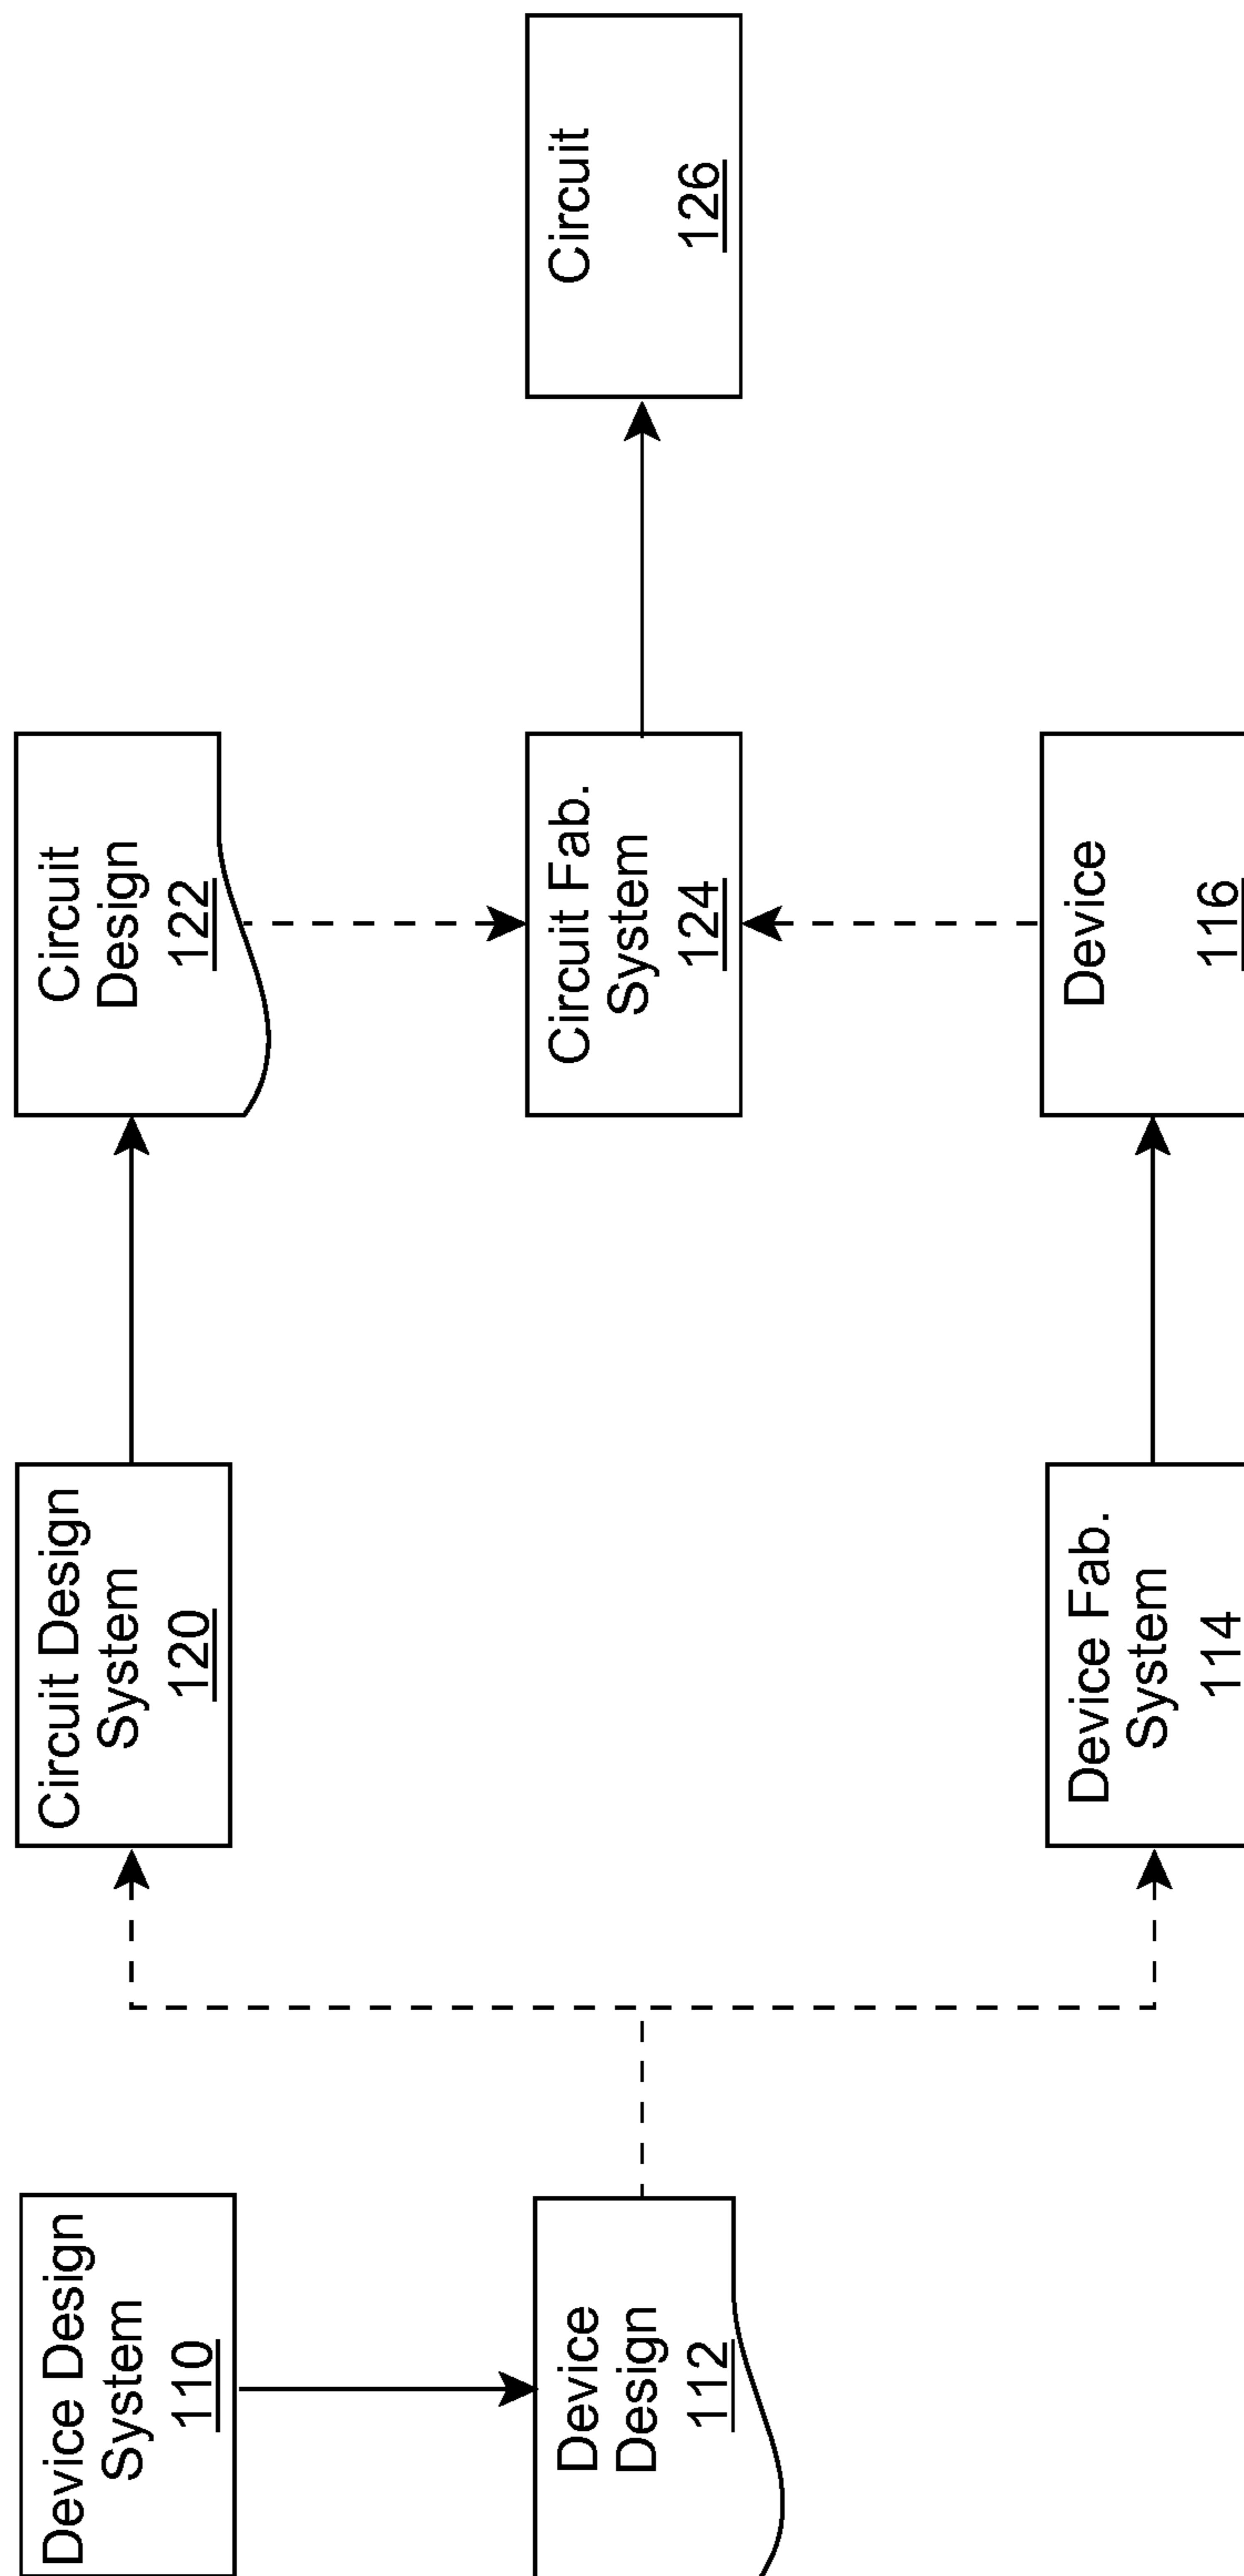 Device Design
System
110
Device
Design
112
Circuit Design
System
120
Device Fab.
System
114
Circuit
Design
122
Circuit Fab.
System
124
Device
116
Circuit
126